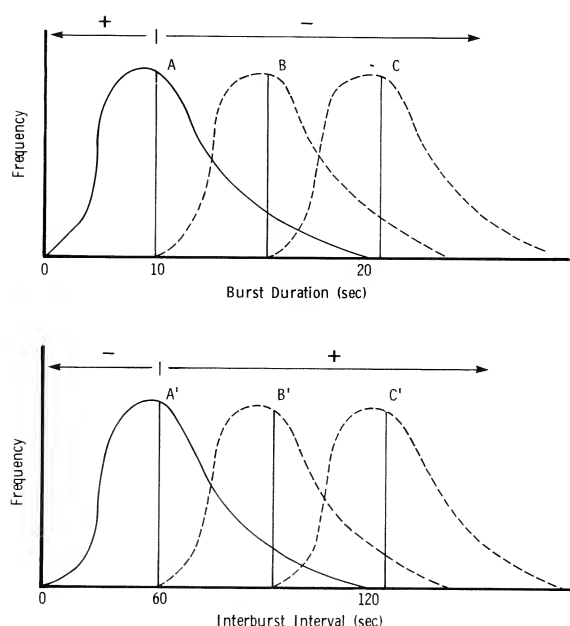 + −
A B C
Frequency
0 10 20
Burst Duration (sec)
− +
A' B' C'
Frequency
0 60 120
Interburst Interval (sec)